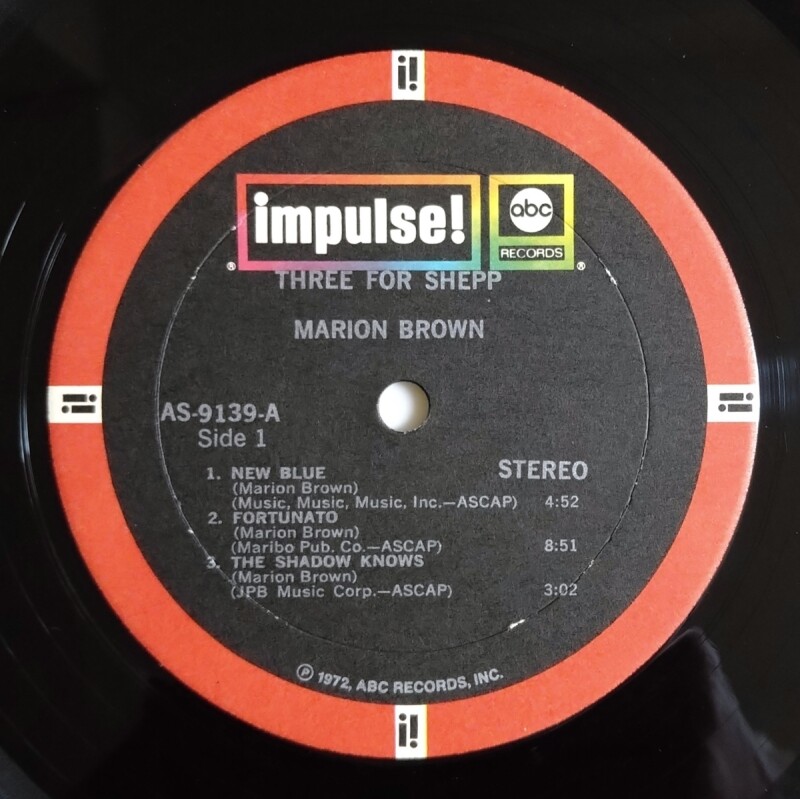 i!
impulse!
abc
RECORDS
®
®
THREE FOR SHEPP
MARION BROWN
i!
i!
AS-9139-A
Side 1
STEREO
1. NEW BLUE
(Marion Brown)
(Music, Music, Music, Inc.—ASCAP) 4:52
2. FORTUNATO
(Marion Brown)
(Maribo Pub. Co.—ASCAP) 8:51
3. THE SHADOW KNOWS
(Marion Brown)
(JPB Music Corp.—ASCAP) 3:02
℗ 1972, ABC RECORDS, INC.
i!